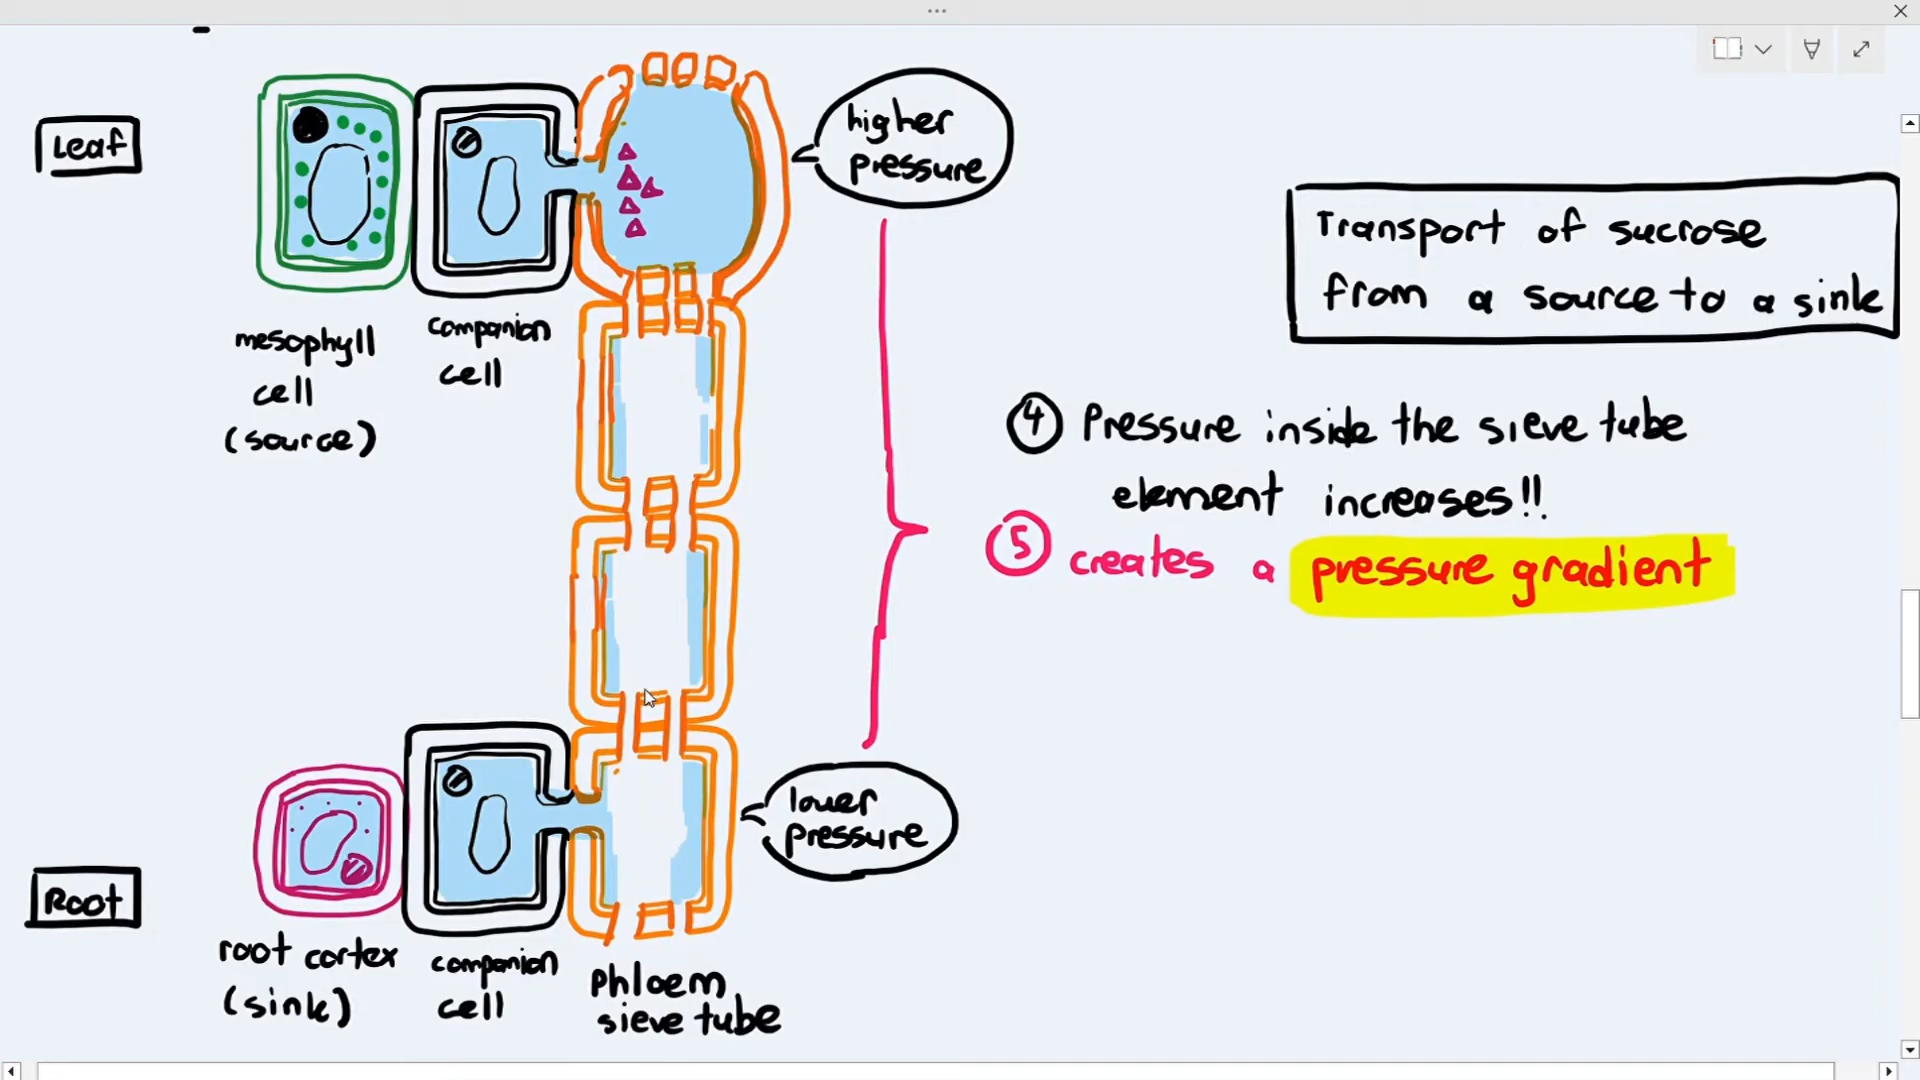 Leaf
higher
pressure
mesophyll
cell
(source)
companion
cell
Transport of sucrose
from a source to a sink
④ Pressure inside the sieve tube
element increases!!
⑤ creates a pressure gradient
lower
pressure
Root
root cortex
(sink)
companion
cell
Phloem
sieve tube